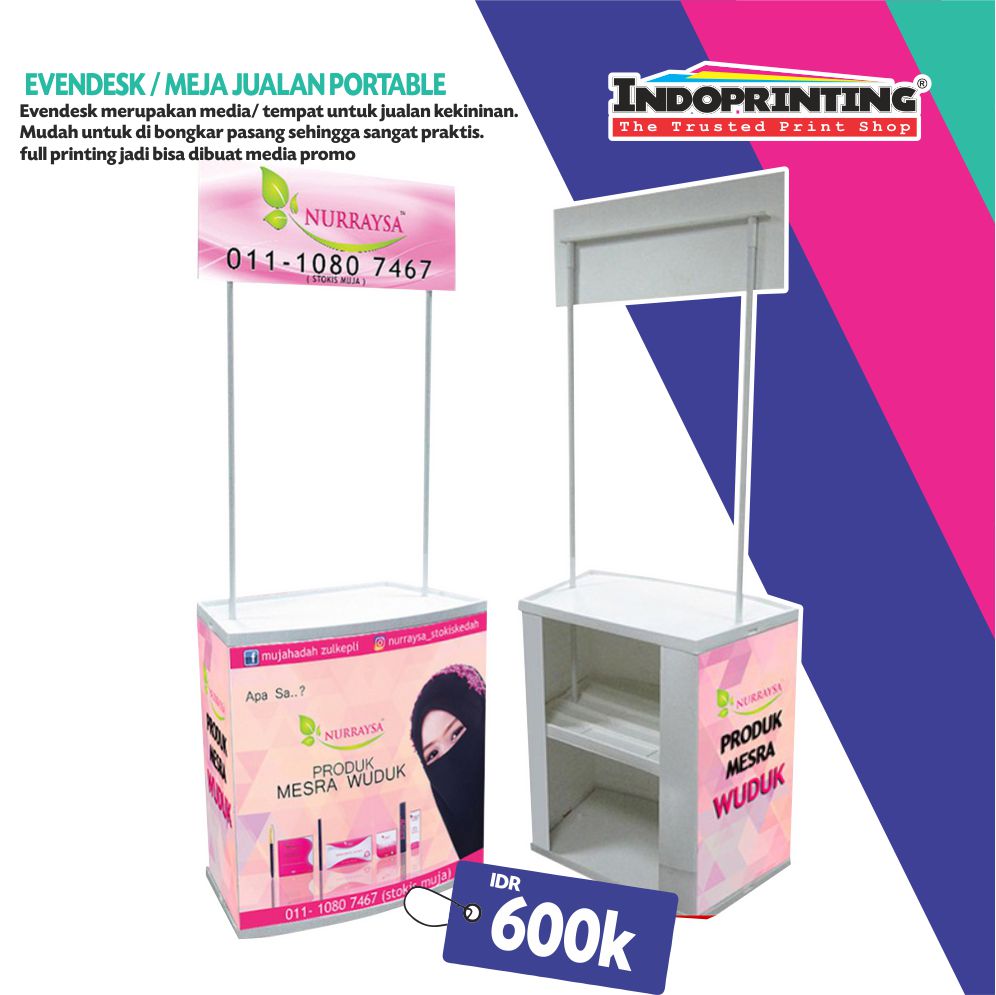 EVENDESK / MEJA JUALAN PORTABLE
Evendesk merupakan media/ tempat untuk jualan kekininan.
Mudah untuk di bongkar pasang sehingga sangat praktis.
full printing jadi bisa dibuat media promo
INDOPRINTING®
The Trusted Print Shop
NURRAYSA™
011-1080 7467
( STOKIS MUJA )
mujahadah zulkepli nurraysa_stokiskedah
Apa Sa..?
NURRAYSA™
PRODUK
MESRA WUDUK
011- 1080 7467 (stokis muja)
NURRAYSA
PRODUK
MESRA
WUDUK
NURRAYSA™
PRODUK
MESRA
WUDUK
IDR
600k